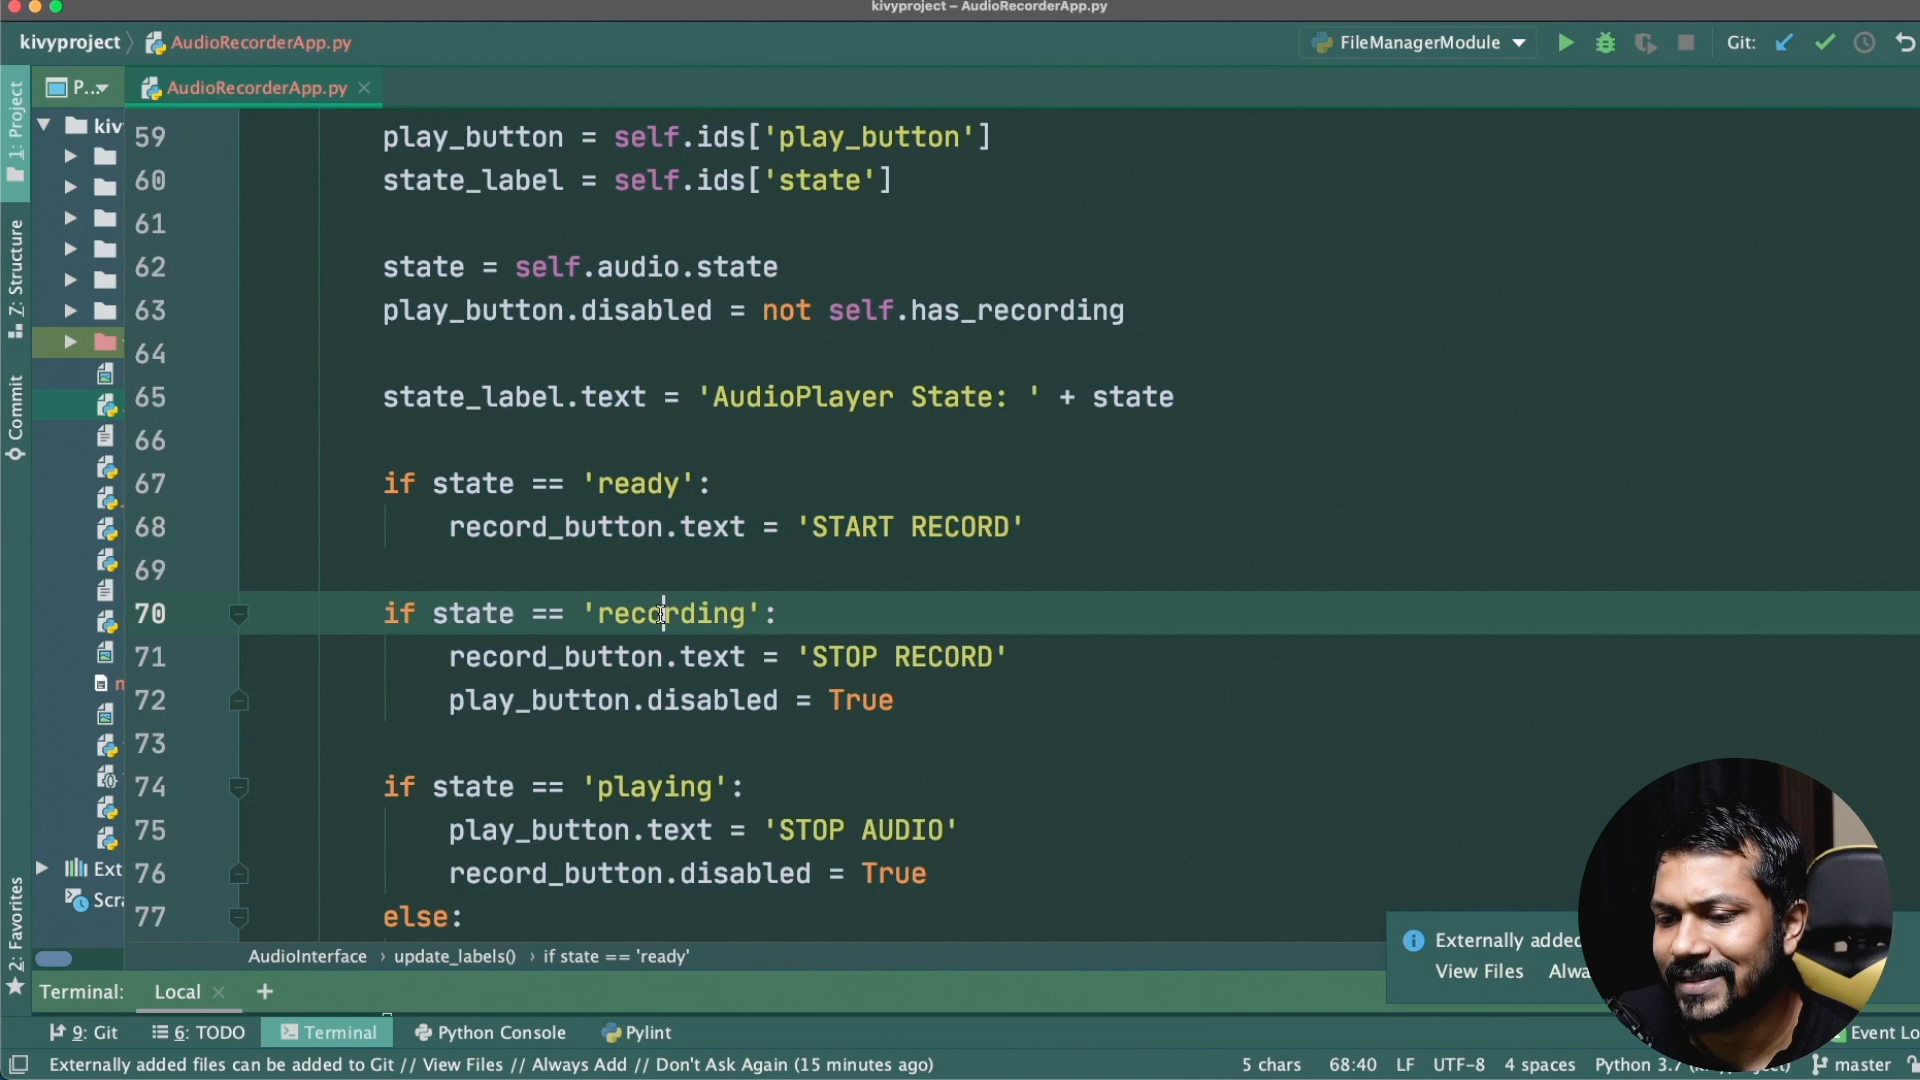 kivyproject – AudioRecorderApp.py
kivyproject AudioRecorderApp.py
FileManagerModule Git:
1: Project
P...
AudioRecorderApp.py
Z: Structure
Commit
2: Favorites
kiv
Ext
Scra
59 play_button = self.ids['play_button']
60 state_label = self.ids['state']
61
62 state = self.audio.state
63 play_button.disabled = not self.has_recording
64
65 state_label.text = 'AudioPlayer State: ' + state
66
67 if state == 'ready':
68 record_button.text = 'START RECORD'
69
70 if state == 'recording':
71 record_button.text = 'STOP RECORD'
72 play_button.disabled = True
73
74 if state == 'playing':
75 play_button.text = 'STOP AUDIO'
76 record_button.disabled = True
77 else:
AudioInterface › update_labels() › if state == 'ready'
Externally added
View Files Alwa
Terminal: Local +
9: Git 6: TODO Terminal Python Console Pylint Event Lo
Externally added files can be added to Git // View Files // Always Add // Don't Ask Again (15 minutes ago) 5 chars 68:40 LF UTF-8 4 spaces Python 3.7 master